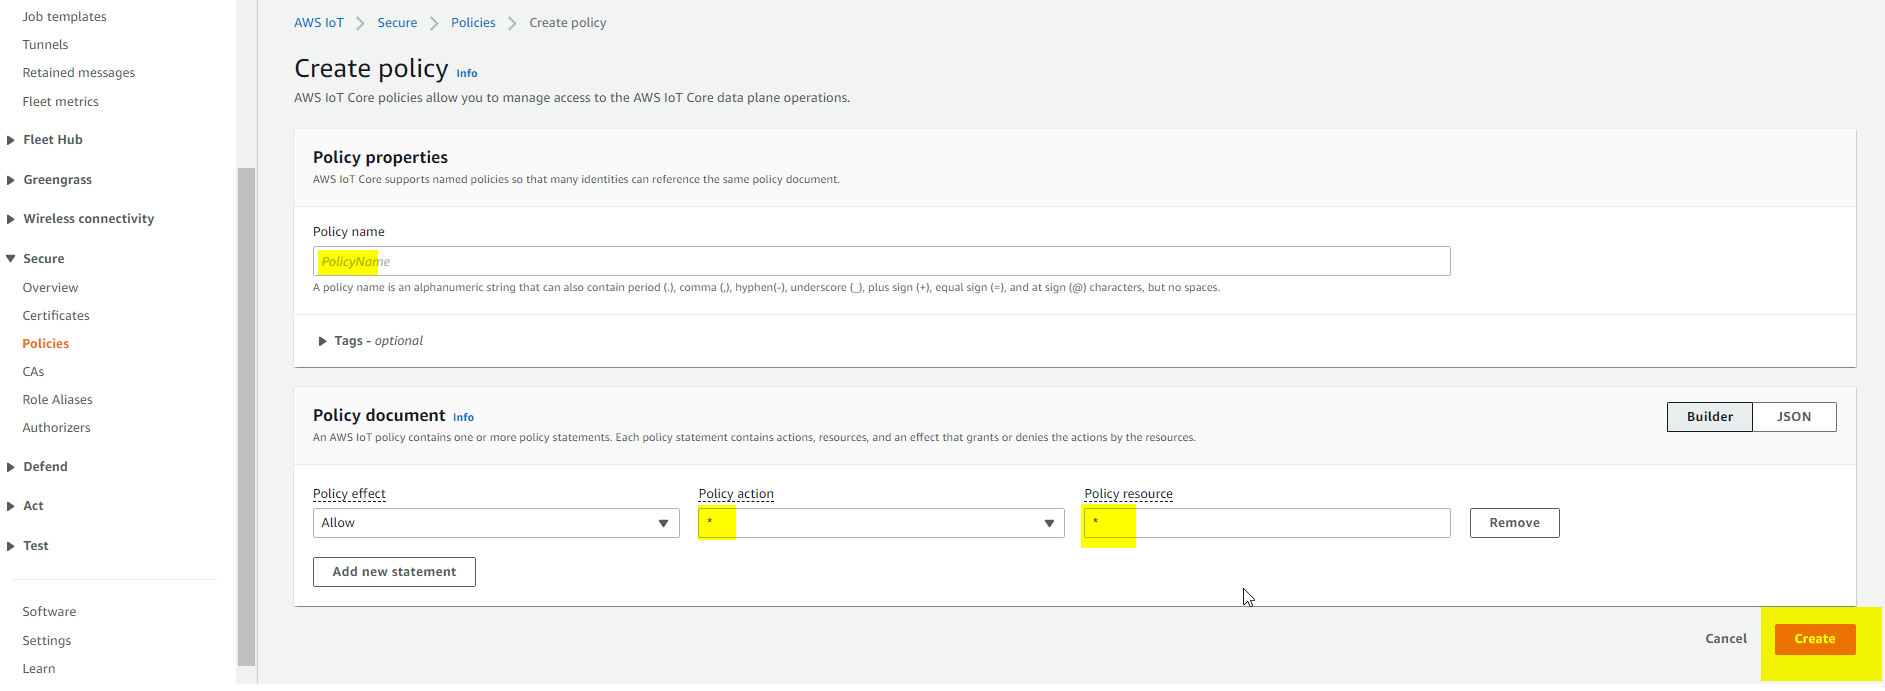 Job templates
Tunnels
Retained messages
Fleet metrics
Fleet Hub
Greengrass
Wireless connectivity
Secure
Overview
Certificates
Policies
CAs
Role Aliases
Authorizers
Defend
Act
Test
Software
Settings
Learn
AWS IoT Secure Policies Create policy
Create policy Info
AWS IoT Core policies allow you to manage access to the AWS IoT Core data plane operations.
Policy properties
AWS IoT Core supports named policies so that many identities can reference the same policy document.
Policy name
PolicyName
A policy name is an alphanumeric string that can also contain period (.), comma (,), hyphen(-), underscore (_), plus sign (+), equal sign (=), and at sign (@) characters, but no spaces.
Tags - optional
Policy document Info
Builder JSON
An AWS IoT policy contains one or more policy statements. Each policy statement contains actions, resources, and an effect that grants or denies the actions by the resources.
Policy effect Policy action Policy resource
Allow * * Remove
Add new statement
Cancel Create